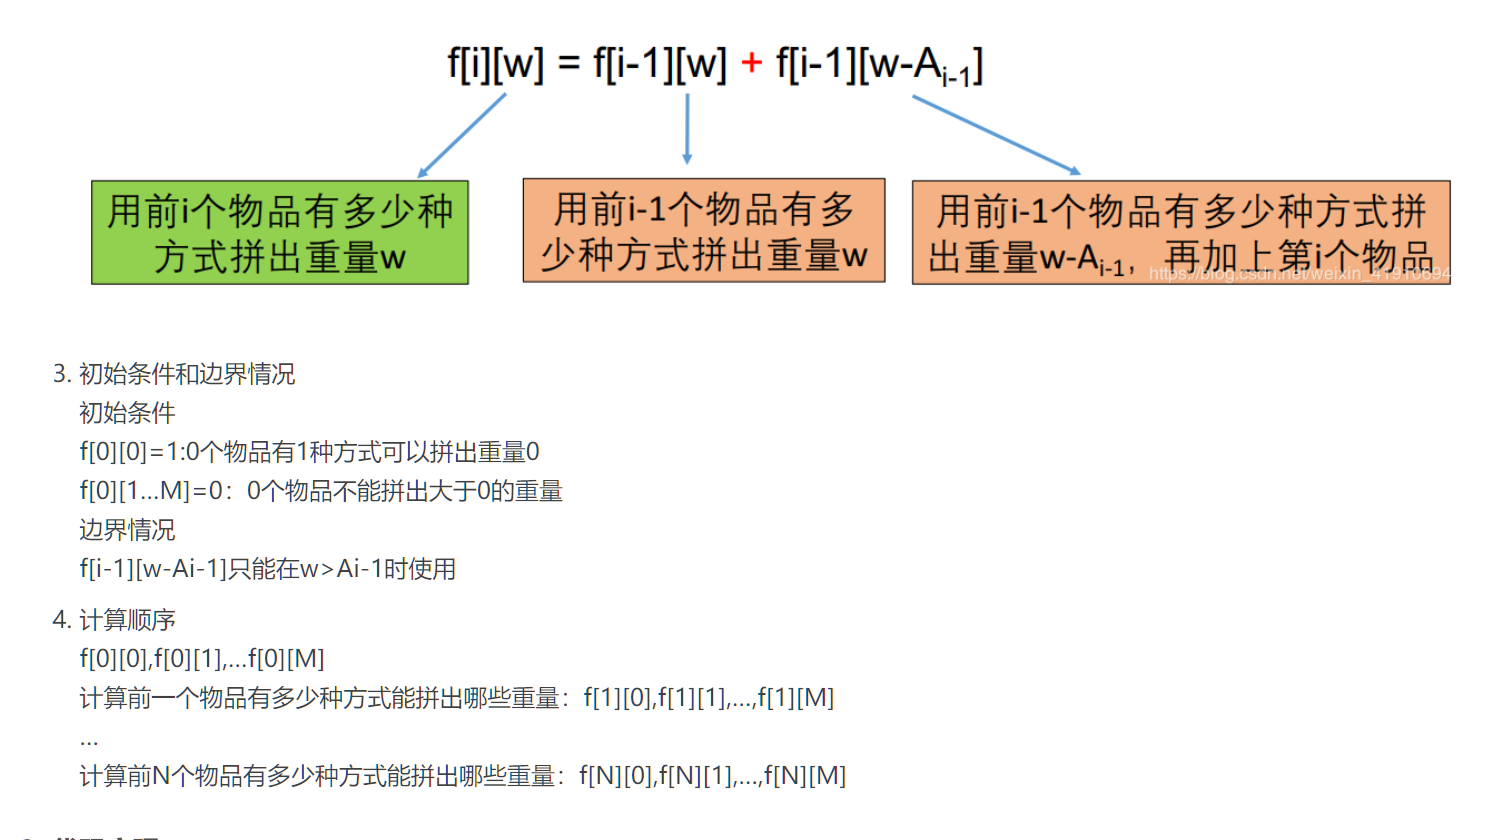 f[i][w] = f[i-1][w] + f[i-1][w-Ai-1]
用前i个物品有多少种
方式拼出重量w
用前i-1个物品有多
少种方式拼出重量w
用前i-1个物品有多少种方式拼
出重量w-Ai-1，再加上第i个物品
https://blog.csdn.net/weixin_41910694
3. 初始条件和边界情况
初始条件
f[0][0]=1:0个物品有1种方式可以拼出重量0
f[0][1...M]=0：0个物品不能拼出大于0的重量
边界情况
f[i-1][w-Ai-1]只能在w>Ai-1时使用
4. 计算顺序
f[0][0],f[0][1],...f[0][M]
计算前一个物品有多少种方式能拼出哪些重量：f[1][0],f[1][1],...,f[1][M]
...
计算前N个物品有多少种方式能拼出哪些重量：f[N][0],f[N][1],...,f[N][M]